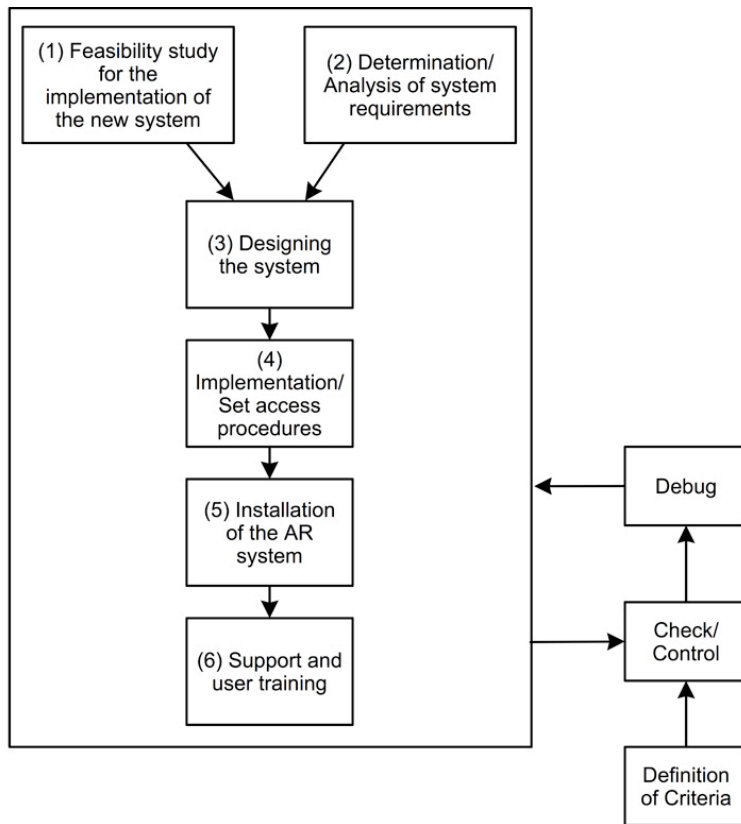 (1) Feasibility study
for the
implementation of
the new system
(2) Determination/
Analysis of system
requirements
(3) Designing
the system
(4)
Implementation/
Set access
procedures
(5) Installation
of the AR
system
(6) Support and
user training
Debug
Check/
Control
Definition
of Criteria